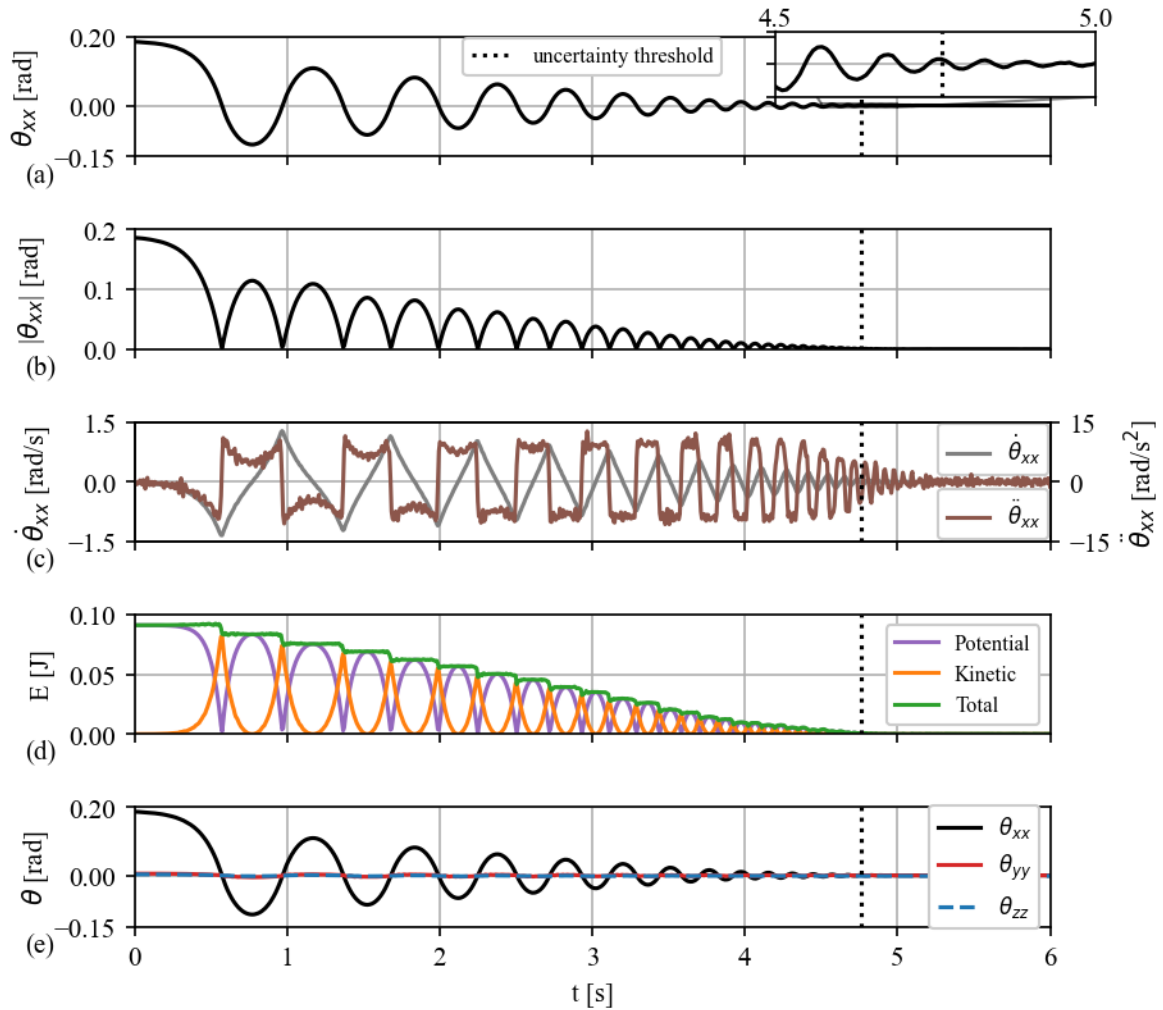 4.5 5.0
0.20
uncertainty threshold
0.00
−0.15
θxx [rad]
(a)
0.2
0.1
0.0
|θxx| [rad]
(b)
1.5 15
0.0 0
−1.5 −15
θ̇xx [rad/s]
θ̈xx [rad/s²]
θ̇xx
θ̈xx
(c)
0.10
0.05
0.00
E [J]
Potential
Kinetic
Total
(d)
0.20
0.00
−0.15
θ [rad]
θxx
θyy
θzz
(e)
0 1 2 3 4 5 6
t [s]